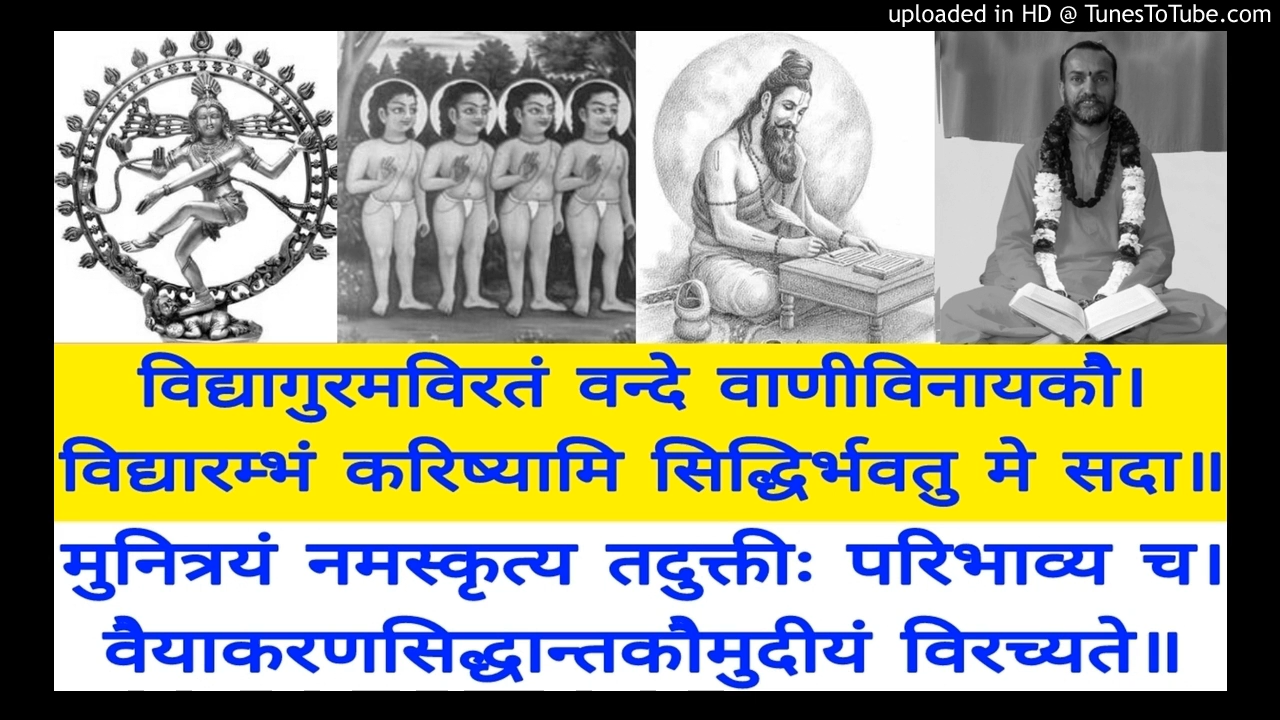 uploaded in HD @ TunesToTube.com
विद्यागुरमविरतं वन्दे वाणीविनायकौ।
विद्यारम्भं करिष्यामि सिद्धिर्भवतु मे सदा॥
मुनित्रयं नमस्कृत्य तदुक्तीः परिभाव्य च।
वैयाकरणसिद्धान्तकौमुदीयं विरच्यते॥